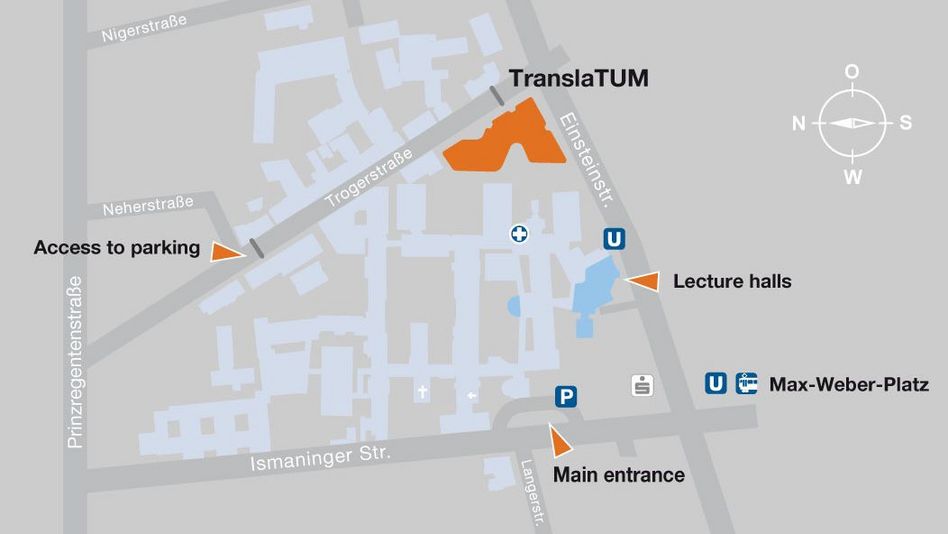 Nigerstraße
TranslaTUM
O
N
S
W
Einsteinstr.
Trogerstraße
Neherstraße
Access to parking
U
Lecture halls
Prinzregentenstraße
P
S
U
Max-Weber-Platz
Ismaninger Str.
Main entrance
Langerstr.